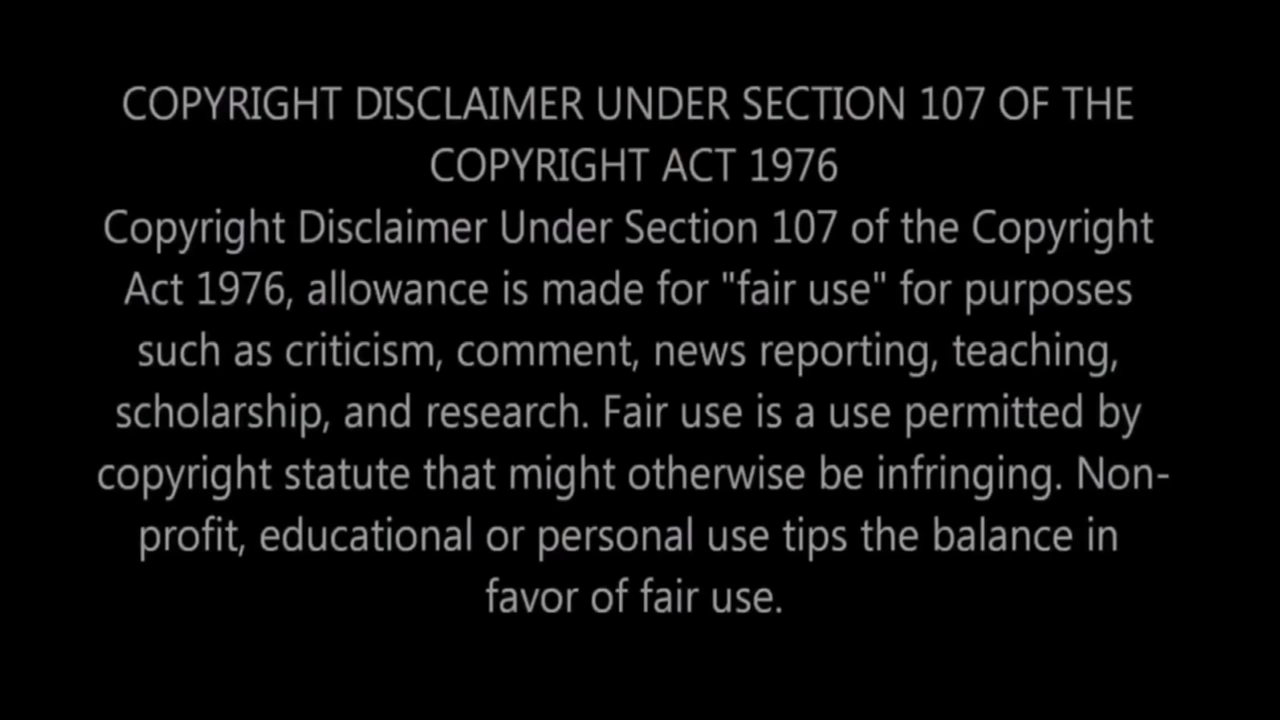 COPYRIGHT DISCLAIMER UNDER SECTION 107 OF THE
COPYRIGHT ACT 1976
Copyright Disclaimer Under Section 107 of the Copyright
Act 1976, allowance is made for "fair use" for purposes
such as criticism, comment, news reporting, teaching,
scholarship, and research. Fair use is a use permitted by
copyright statute that might otherwise be infringing. Non-
profit, educational or personal use tips the balance in
favor of fair use.